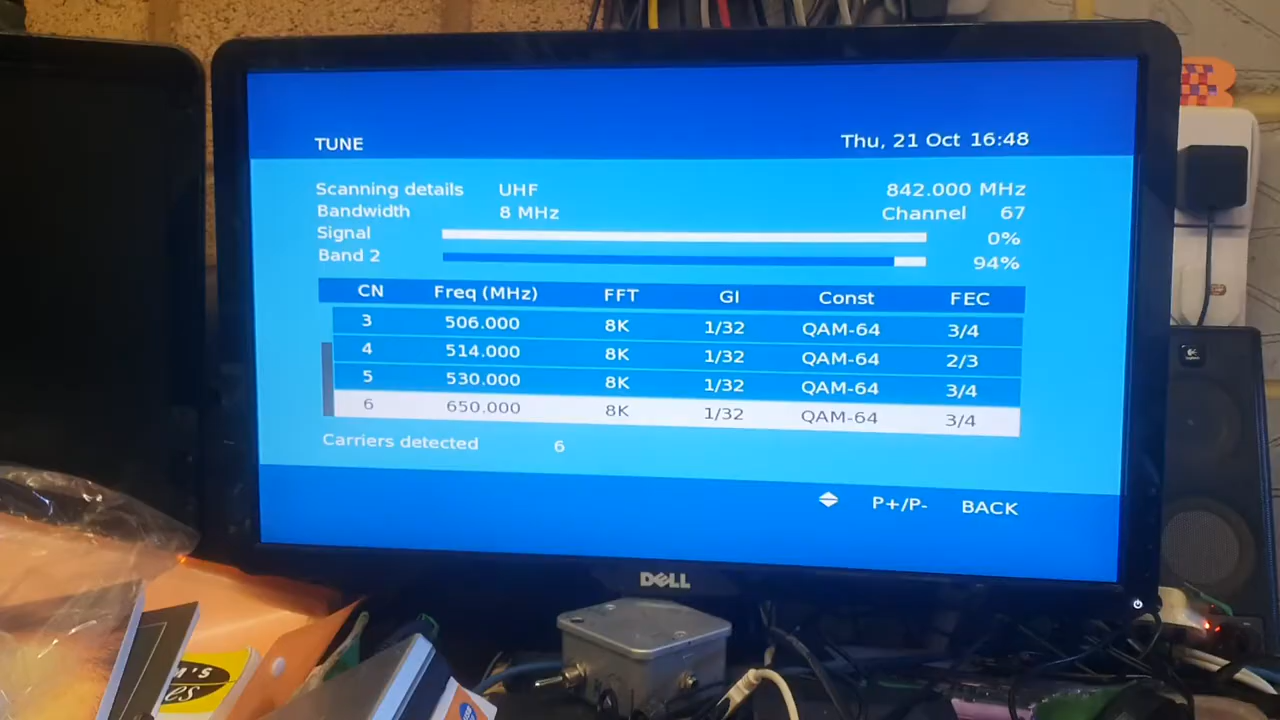 TUNE Thu, 21 Oct 16:48
Scanning details UHF 842.000 MHz
Bandwidth 8 MHz Channel 67
Signal 0%
Band 2 94%
CN Freq (MHz) FFT GI Const FEC
3 506.000 8K 1/32 QAM-64 3/4
4 514.000 8K 1/32 QAM-64 2/3
5 530.000 8K 1/32 QAM-64 3/4
6 650.000 8K 1/32 QAM-64 3/4
Carriers detected 6
P+/P- BACK
DELL
M'S
es